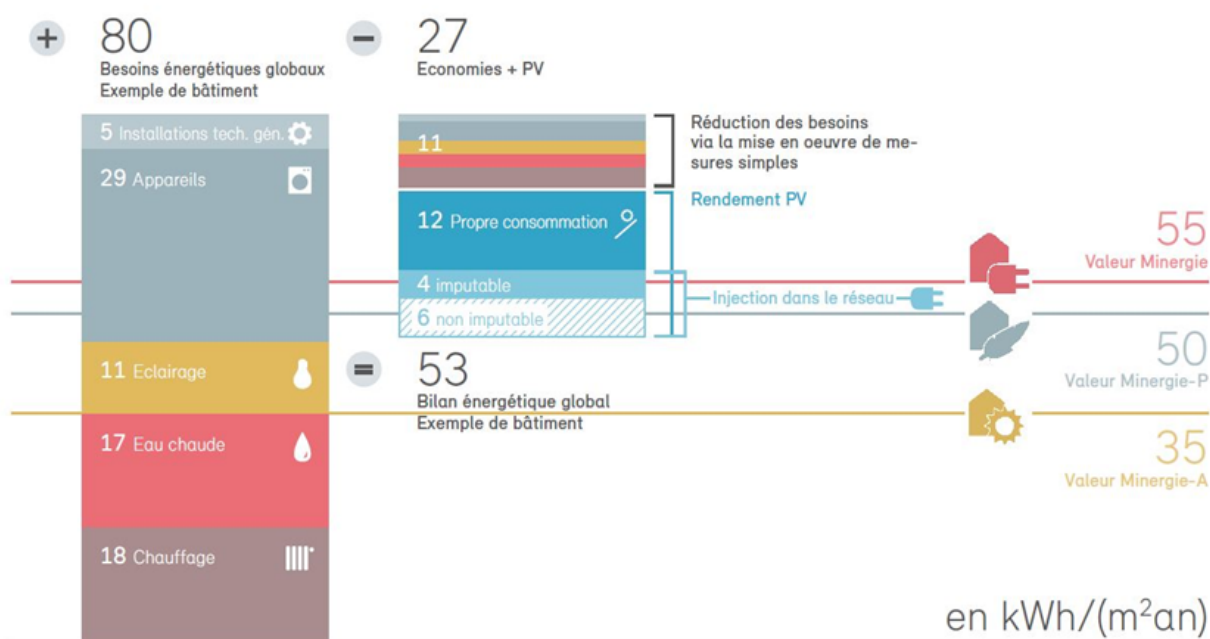 80
Besoins énergétiques globaux
Exemple de bâtiment
5 Installations tech. gén.
29 Appareils
11 Eclairage
17 Eau chaude
18 Chauffage
27
Economies + PV
11
Réduction des besoins
via la mise en oeuvre de me-
sures simples
Rendement PV
12 Propre consommation
4 imputable
6 non imputable
Injection dans le réseau
53
Bilan énergétique global
Exemple de bâtiment
55
Valeur Minergie
50
Valeur Minergie-P
35
Valeur Minergie-A
en kWh/(m²an)